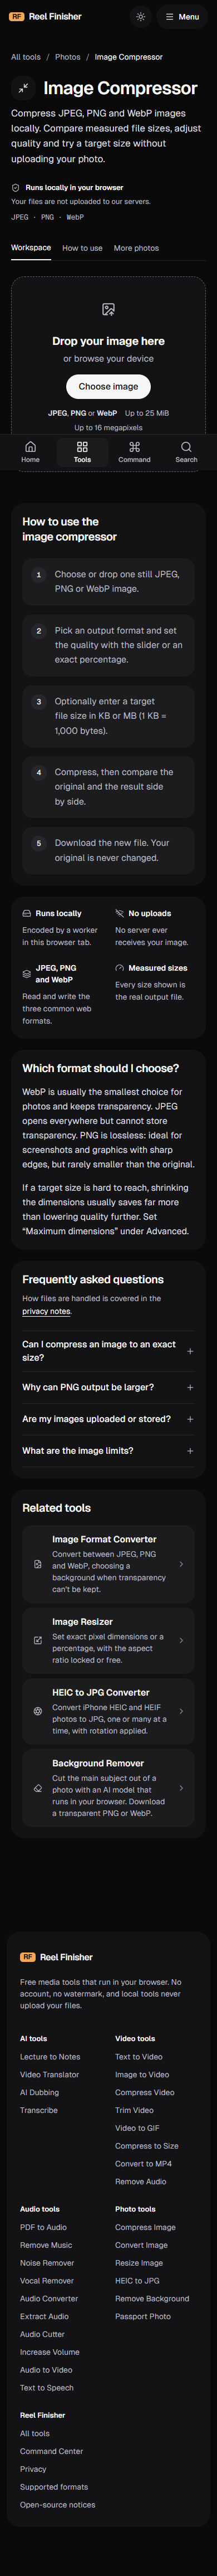 RF Reel Finisher
Menu
All tools / Photos / Image Compressor
Image Compressor
Compress JPEG, PNG and WebP images
locally. Compare measured file sizes, adjust
quality and try a target size without
uploading your photo.
Runs locally in your browser
Your files are not uploaded to our servers.
JPEG · PNG · WebP
Workspace How to use More photos
Drop your image here
or browse your device
Choose image
JPEG, PNG or WebP Up to 25 MiB
Up to 16 megapixels
Home Tools Command Search
How to use the
image compressor
1 Choose or drop one still JPEG,
PNG or WebP image.
2 Pick an output format and set
the quality with the slider or an
exact percentage.
3 Optionally enter a target
file size in KB or MB (1 KB =
1,000 bytes).
4 Compress, then compare the
original and the result side
by side.
5 Download the new file. Your
original is never changed.
Runs locally
Encoded by a worker
in this browser tab.
No uploads
No server ever
receives your image.
JPEG, PNG
and WebP
Read and write the
three common web
formats.
Measured sizes
Every size shown is
the real output file.
Which format should I choose?
WebP is usually the smallest choice for
photos and keeps transparency. JPEG
opens everywhere but cannot store
transparency. PNG is lossless: ideal for
screenshots and graphics with sharp
edges, but rarely smaller than the original.
If a target size is hard to reach, shrinking
the dimensions usually saves far more
than lowering quality further. Set
“Maximum dimensions” under Advanced.
Frequently asked questions
How files are handled is covered in the
privacy notes.
Can I compress an image to an exact
size?
Why can PNG output be larger?
Are my images uploaded or stored?
What are the image limits?
Related tools
Image Format Converter
Convert between JPEG, PNG
and WebP, choosing a
background when transparency
can't be kept.
Image Resizer
Set exact pixel dimensions or a
percentage, with the aspect
ratio locked or free.
HEIC to JPG Converter
Convert iPhone HEIC and HEIF
photos to JPG, one or many at a
time, with rotation applied.
Background Remover
Cut the main subject out of a
photo with an AI model that
runs in your browser. Download
a transparent PNG or WebP.
RF Reel Finisher
Free media tools that run in your browser. No
account, no watermark, and local tools never
upload your files.
AI tools
Lecture to Notes
Video Translator
AI Dubbing
Transcribe
Video tools
Text to Video
Image to Video
Compress Video
Trim Video
Video to GIF
Compress to Size
Convert to MP4
Remove Audio
Audio tools
PDF to Audio
Remove Music
Noise Remover
Vocal Remover
Audio Converter
Extract Audio
Audio Cutter
Increase Volume
Audio to Video
Text to Speech
Photo tools
Compress Image
Convert Image
Resize Image
HEIC to JPG
Remove Background
Passport Photo
Reel Finisher
All tools
Command Center
Privacy
Supported formats
Open-source notices